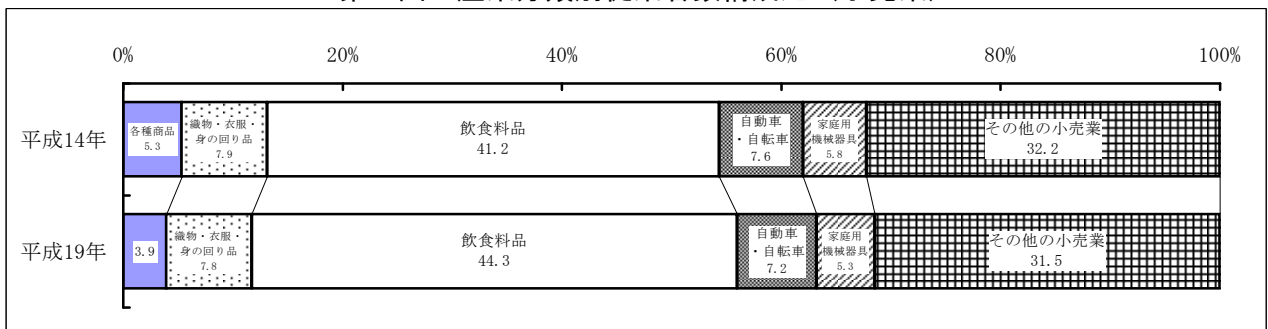 0%
20%
40%
60%
80%
100%
平成14年
各種商品
5.3
織物・衣服・
身の回り品
7.9
飲食料品
41.2
自動車
・自転車
7.6
家庭用
機械器具
5.8
その他の小売業
32.2
平成19年
3.9
織物・衣服・
身の回り品
7.8
飲食料品
44.3
自動車
・自転車
7.2
家庭用
機械器具
5.3
その他の小売業
31.5